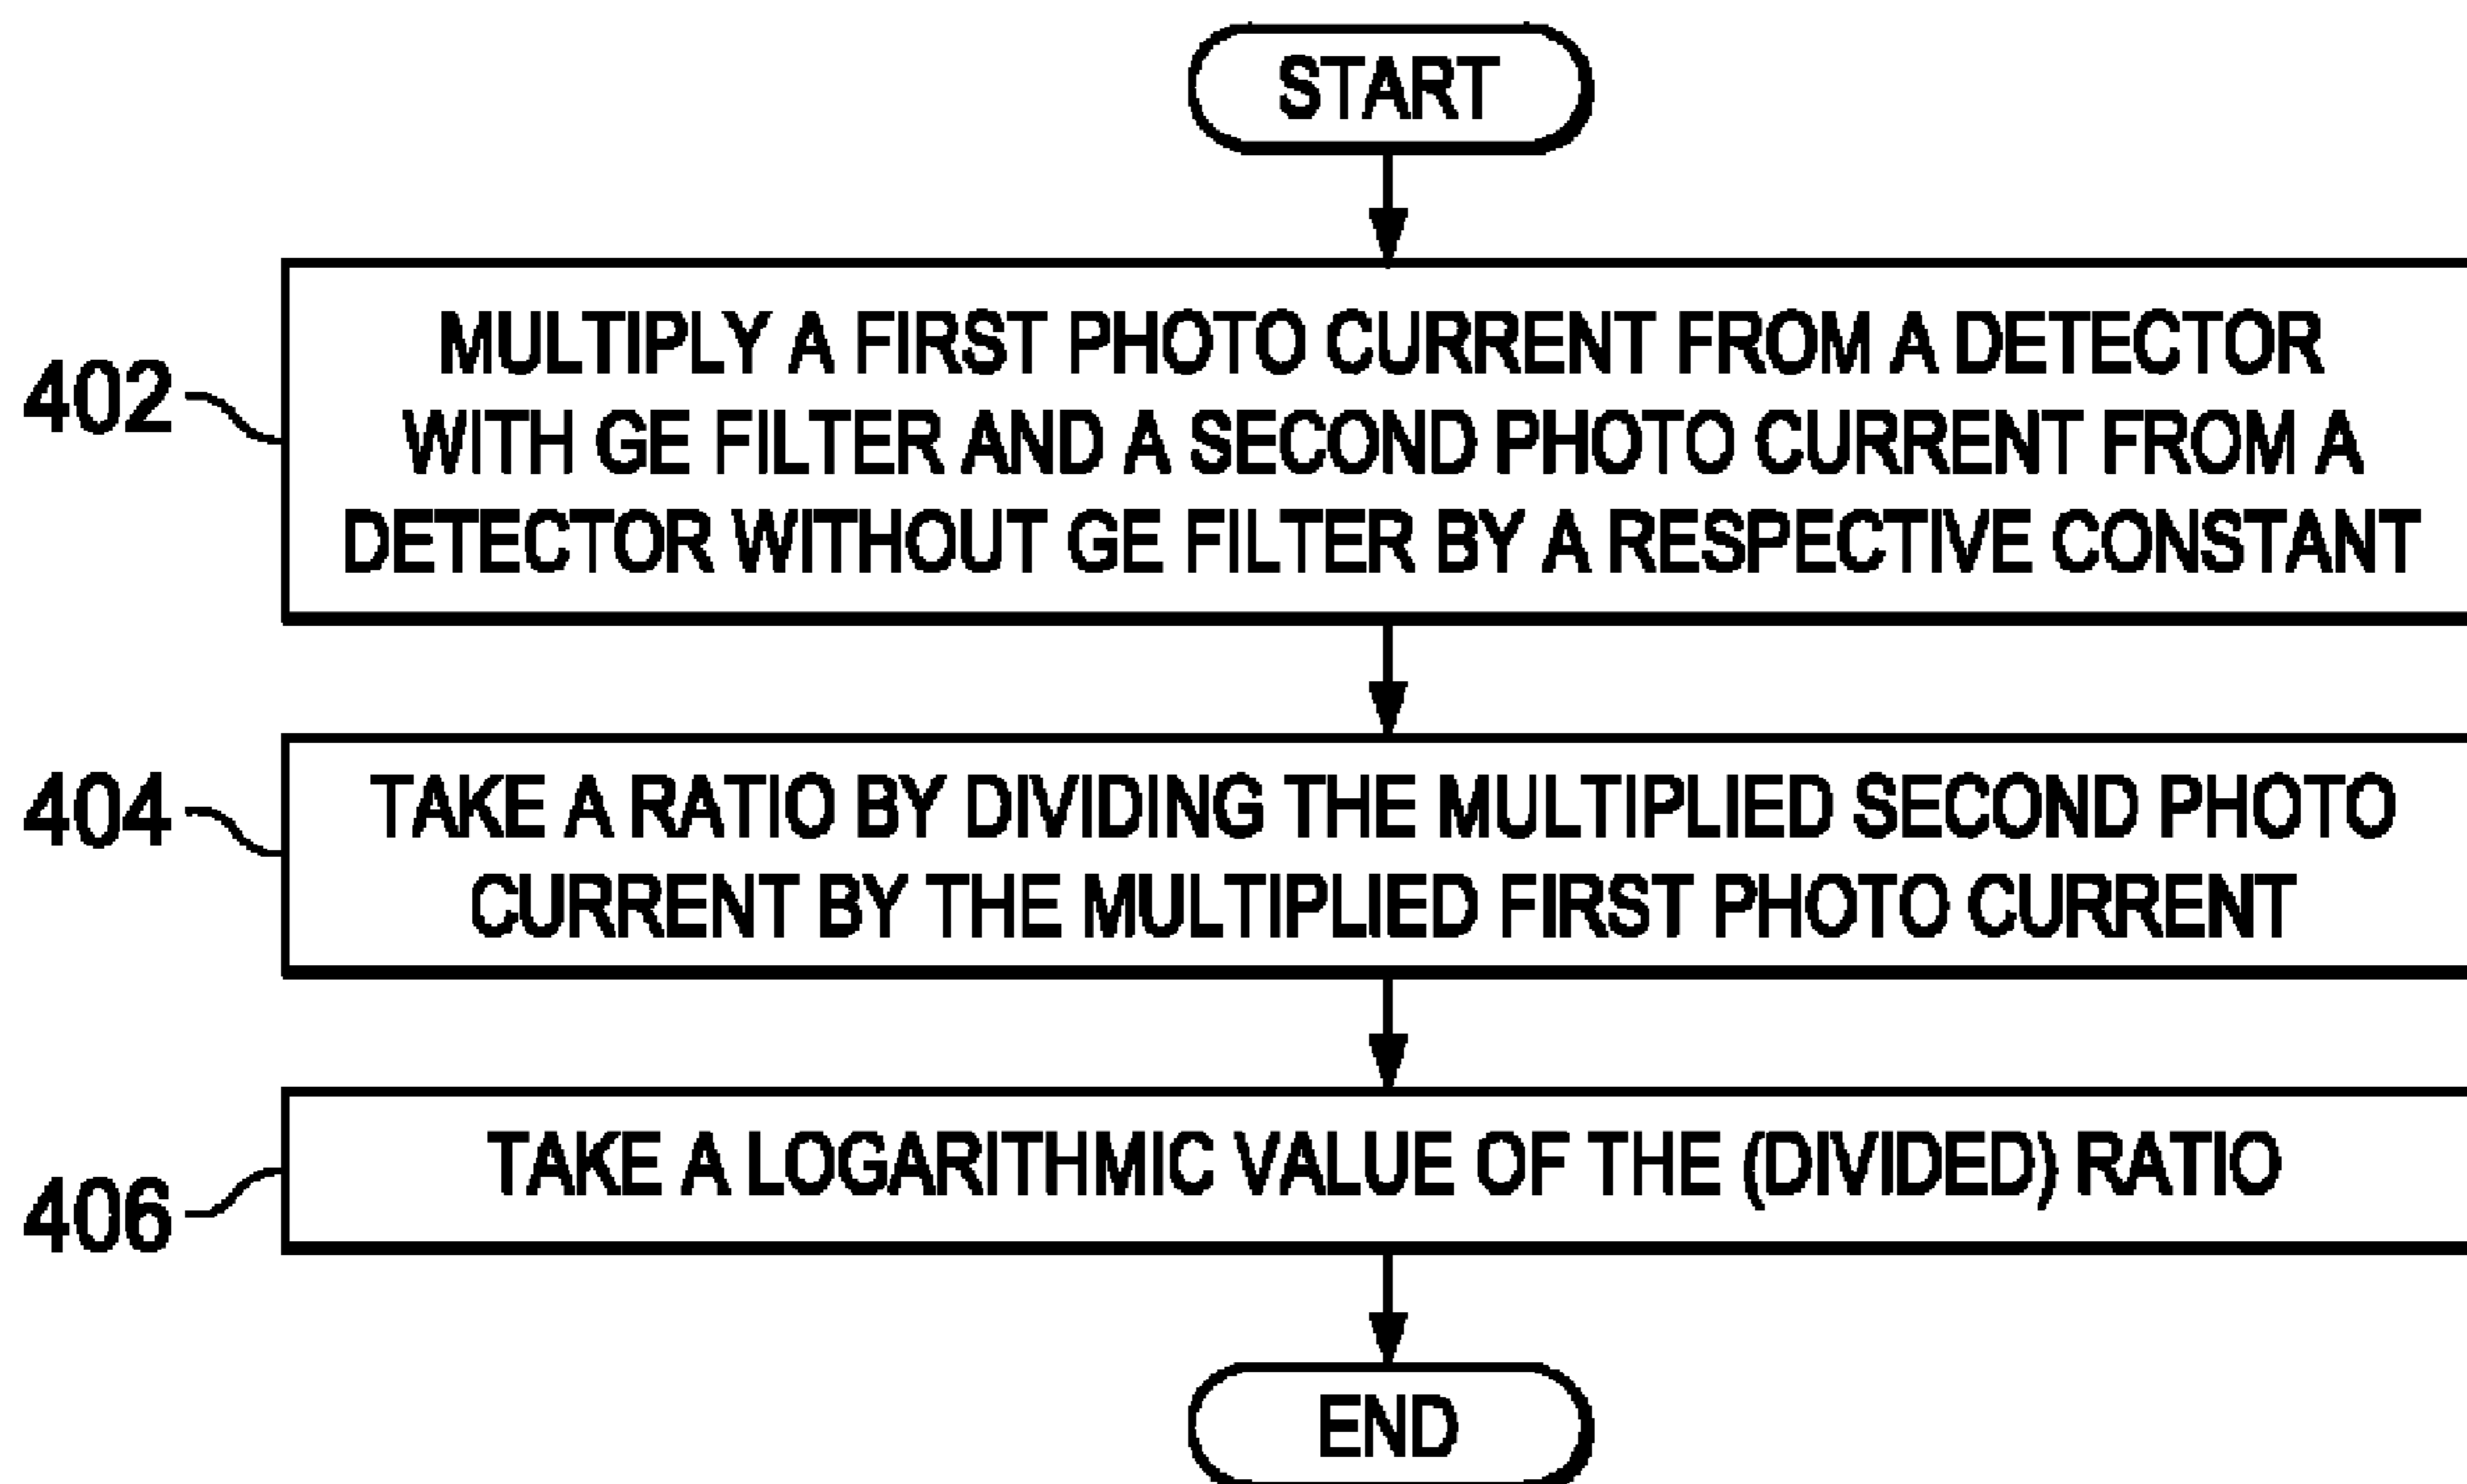 START
402
MULTIPLY A FIRST PHOTO CURRENT FROM A DETECTOR
WITH GE FILTER AND A SECOND PHOTO CURRENT FROM A
DETECTOR WITHOUT GE FILTER BY A RESPECTIVE CONSTANT
404
TAKE A RATIO BY DIVIDING THE MULTIPLIED SECOND PHOTO
CURRENT BY THE MULTIPLIED FIRST PHOTO CURRENT
406
TAKE A LOGARITHMIC VALUE OF THE (DIVIDED) RATIO
END